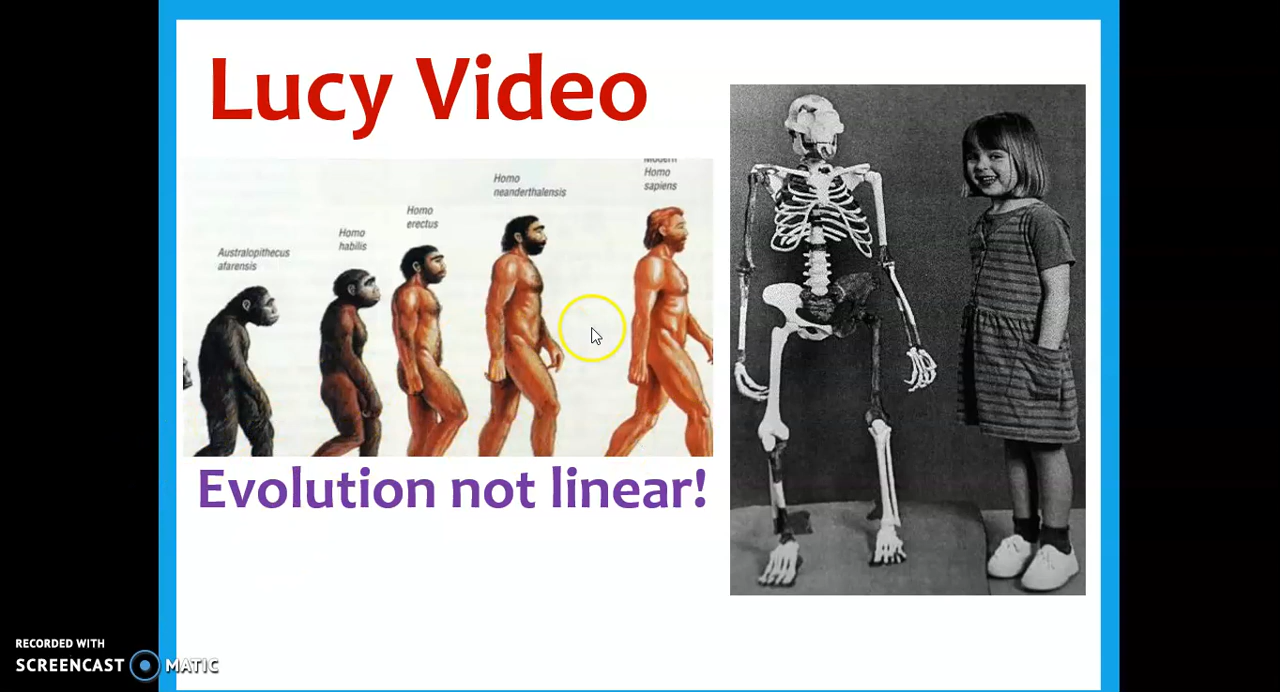 Lucy Video
Australopithecus
afarensis
Homo
habilis
Homo
erectus
Homo
neanderthalensis
Modern
Homo
sapiens
Evolution not linear!
RECORDED WITH
SCREENCAST MATIC